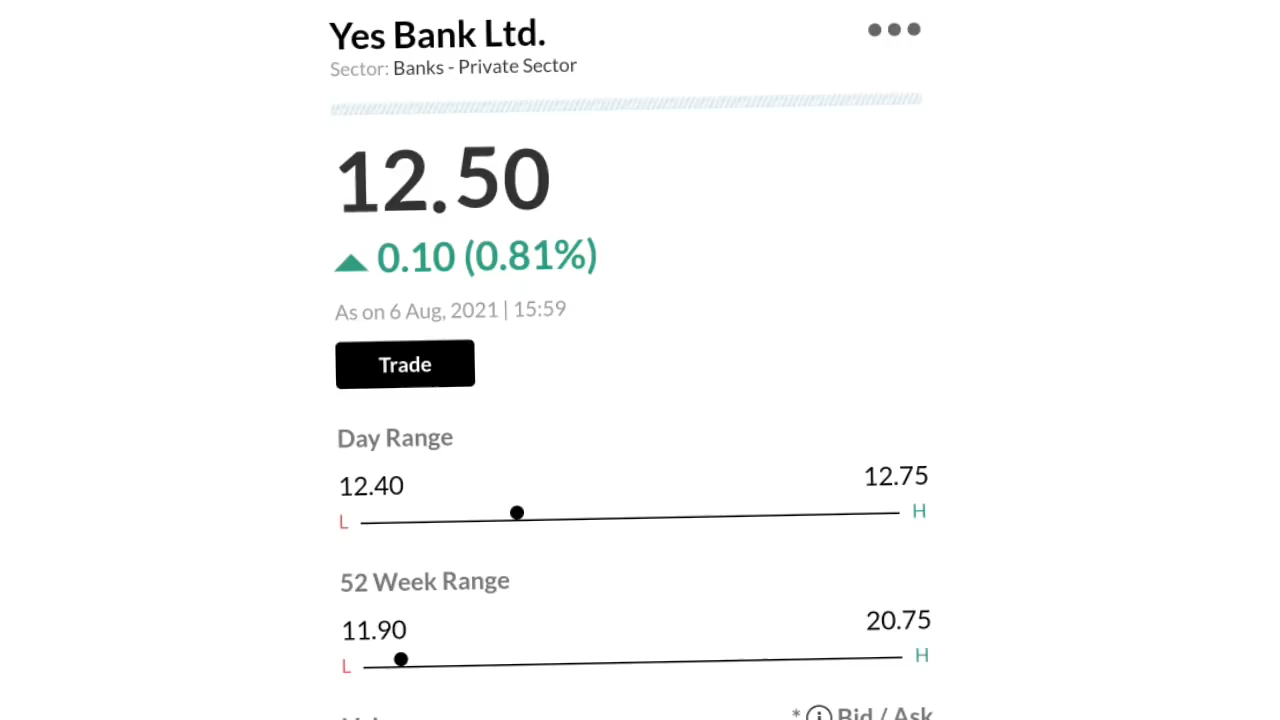 Yes Bank Ltd.
Sector: Banks - Private Sector
12.50
▲ 0.10 (0.81%)
As on 6 Aug, 2021 | 15:59
Trade
Day Range
12.40 12.75
L H
52 Week Range
11.90 20.75
L H
* Bid / Ask